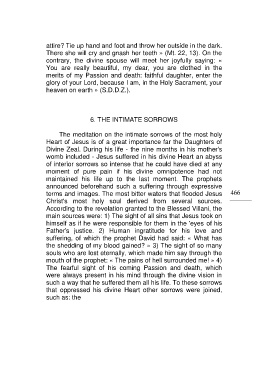 attire? Tie up hand and foot and throw her outside in the dark.
There she will cry and gnash her teeth » (Mt. 22, 13). On the
contrary, the divine spouse will meet her joyfully saying: «
You are really beautiful, my dear, you are clothed in the
merits of my Passion and death: faithful daughter, enter the
glory of your Lord, because I am, in the Holy Sacrament, your
heaven on earth » (S.D.D.Z.).
6. THE INTIMATE SORROWS
The meditation on the intimate sorrows of the most holy
Heart of Jesus is of a great importance far the Daughters of
Divine Zeal. During his life - the nine months in his mother's
womb included - Jesus suffered in his divine Heart an abyss
of interior sorrows so intense that he could have died at any
moment of pure pain if his divine omnipotence had not
maintained his life up to the last moment. The prophets
announced beforehand such a suffering through expressive
terms and images. The most bitter waters that flooded Jesus
Christ's most holy soul derived from several sources.
According to the revelation granted to the Blessed Villani, the
main sources were: 1) The sight of all sins that Jesus took on
himself as if he were responsible for them in the 'eyes of his
Father's justice. 2) Human ingratitude for his love and
suffering, of which the prophet David had said: « What has
the shedding of my blood gained? » 3) The sight of so many
souls who are lost eternally, which made him say through the
mouth of the prophet: « The pains of hell surrounded me! » 4)
The fearful sight of his coming Passion and death, which
were always present in his mind through the divine vision in
such a way that he suffered them all his life. To these sorrows
that oppressed his divine Heart other sorrows were joined,
such as: the
466